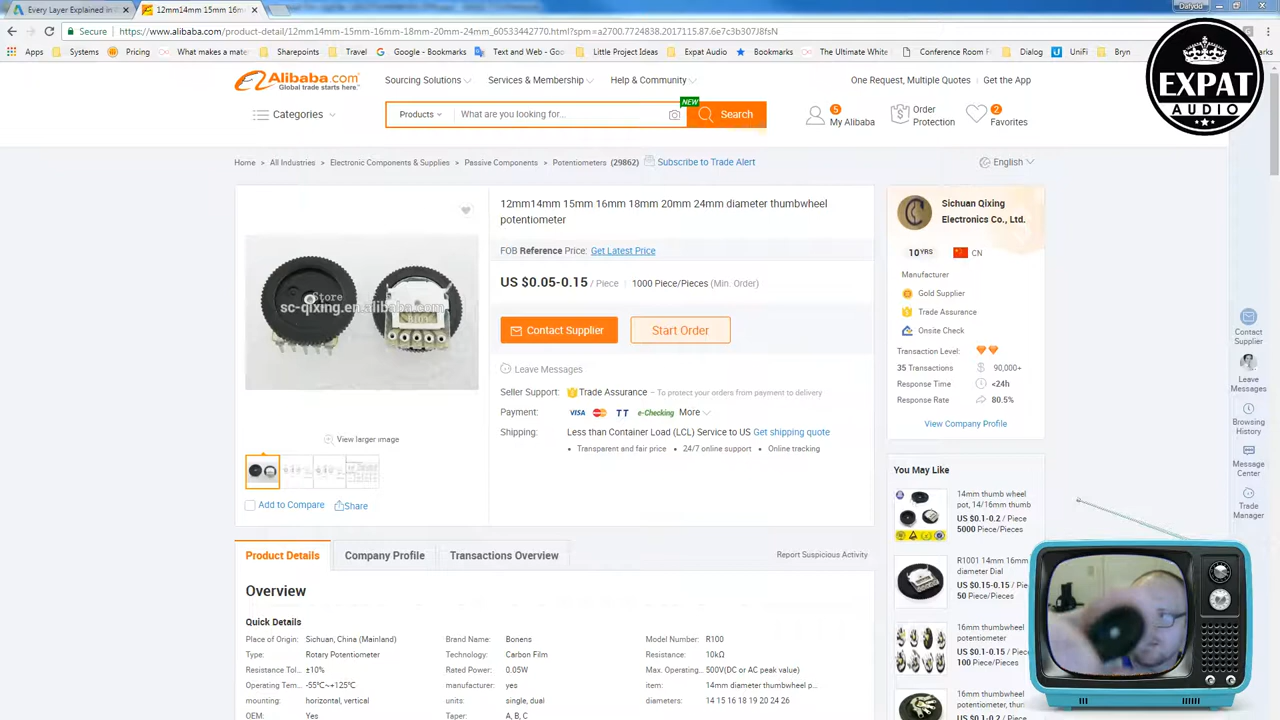 Every Layer Explained in
12mm14mm 15mm 16m
Dafydd
Secure
https://www.alibaba.com/product-detail/12mm14mm-15mm-16mm-18mm-20mm-24mm_60533442770.html?spm=a2700.7724838.2017115.87.6e7c3b307J8fsN
Apps
Systems
Pricing
What makes a mater
Sharepoints
Travel
Google - Bookmarks
Text and Web - Goo
Little Project Ideas
Expat Audio
Bookmarks
The Ultimate White
Conference Room F
Dialog
UniFi
Bryn
EXPAT
AUDIO
Alibaba.com
Global trade starts here.
Sourcing Solutions
Services & Membership
Help & Community
One Request, Multiple Quotes
Get the App
Categories
Products
What are you looking for...
NEW
Search
5
My Alibaba
Order
Protection
2
Favorites
Home > All Industries > Electronic Components & Supplies > Passive Components > Potentiometers (29862)
Subscribe to Trade Alert
English
Store
sc-qixing.en.alibaba.com
View larger image
Add to Compare
Share
12mm14mm 15mm 16mm 18mm 20mm 24mm diameter thumbwheel
potentiometer
FOB Reference Price: Get Latest Price
US $0.05-0.15 / Piece
1000 Piece/Pieces (Min. Order)
Contact Supplier
Start Order
Leave Messages
Seller Support: Trade Assurance – To protect your orders from payment to delivery
Payment: VISA TT e-Checking More
Shipping: Less than Container Load (LCL) Service to US Get shipping quote
• Transparent and fair price • 24/7 online support • Online tracking
Sichuan Qixing
Electronics Co., Ltd.
10YRS
CN
Manufacturer
Gold Supplier
Trade Assurance
Onsite Check
Transaction Level:
35 Transactions
90,000+
Response Time
<24h
Response Rate
80.5%
View Company Profile
Contact
Supplier
Leave
Messages
Browsing
History
Message
Center
Trade
Manager
You May Like
14mm thumb wheel
pot, 14/16mm thumb
US $0.1-0.2 / Piece
5000 Piece/Pieces
R1001 14mm 16m
diameter Dial
US $0.15-0.15 / Pie
50 Piece/Pieces
16mm thumbwheel
potentiometer
US $0.1-0.15 / Piec
100 Piece/Pieces
16mm thumbwhe
potentiometer,
US $0.1-0.15 / P
Product Details
Company Profile
Transactions Overview
Report Suspicious Activity
Overview
Quick Details
Place of Origin: Sichuan, China (Mainland)
Brand Name: Bonens
Model Number: R100
Type: Rotary Potentiometer
Technology: Carbon Film
Resistance: 10kΩ
Resistance Tol... ±10%
Rated Power: 0.05W
Max. Operating... 500V(DC or AC peak value)
Operating Tem... -55℃~+125℃
manufacturer: yes
item: 14mm diameter thumbwheel p...
mounting: horizontal, vertical
units: single, dual
diameters: 14 15 16 18 19 20 24 26
OEM: Yes
Taper: A, B, C